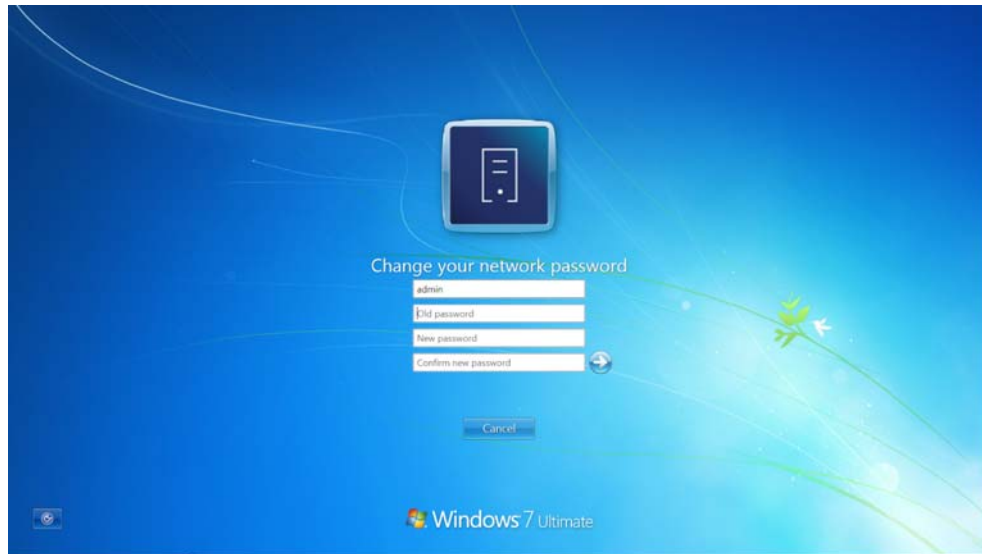 Change your network password
admin
Old password
New password
Confirm new password
Cancel
Windows 7 Ultimate